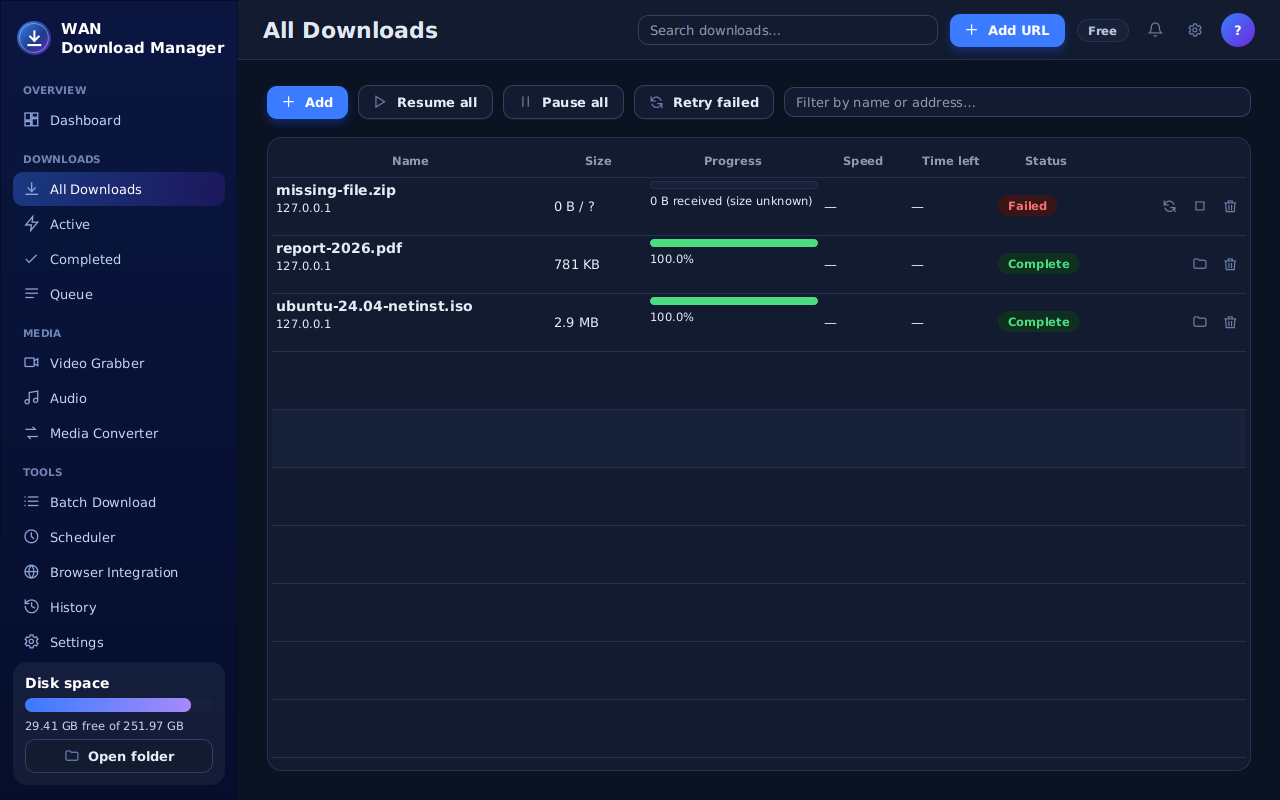 WAN
Download Manager
OVERVIEW
Dashboard
DOWNLOADS
All Downloads
Active
Completed
Queue
MEDIA
Video Grabber
Audio
Media Converter
TOOLS
Batch Download
Scheduler
Browser Integration
History
Settings
Disk space
29.41 GB free of 251.97 GB
Open folder
All Downloads
Search downloads...
Add URL
Free
?
Add
Resume all
Pause all
Retry failed
Filter by name or address...
Name Size Progress Speed Time left Status
missing-file.zip
127.0.0.1
0 B / ?
0 B received (size unknown)
—
—
Failed
report-2026.pdf
127.0.0.1
781 KB
100.0%
—
—
Complete
ubuntu-24.04-netinst.iso
127.0.0.1
2.9 MB
100.0%
—
—
Complete